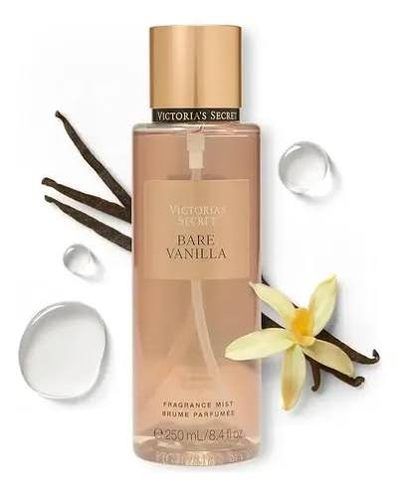 VICTORIA'S SECRET
VICTORIA'S
SECRET
BARE
VANILLA
FRAGRANCE MIST
BRUME PARFUMÉE
℮ 250 mL/8.4 fl oz